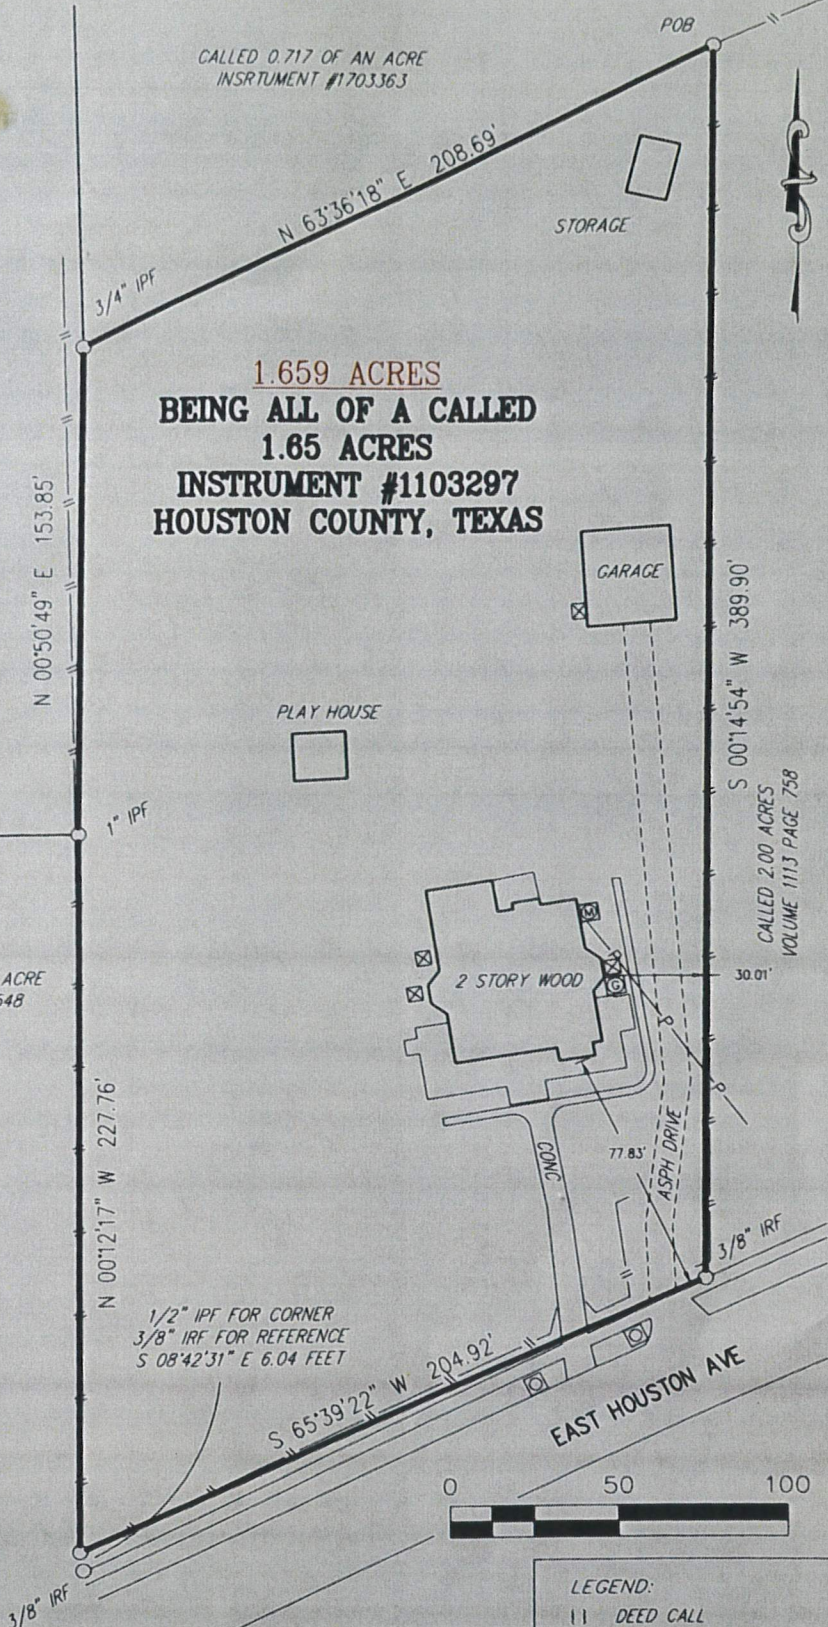 POB
CALLED 0.717 OF AN ACRE
INSRTUMENT #1703363
N 63°36'18" E 208.69'
STORAGE
3/4" IPF
1.659 ACRES
BEING ALL OF A CALLED
1.65 ACRES
INSTRUMENT #1103297
HOUSTON COUNTY, TEXAS
N 00°50'49" E 153.85'
GARAGE
S 00°14'54" W 389.90'
PLAY HOUSE
CALLED 2.00 ACRES
VOLUME 1113 PAGE 758
1" IPF
M
ACRE
548
2 STORY WOOD
G
30.01'
P
P
P
N 00°12'17" W 227.76'
CONC
77.83'
ASPH DRIVE
3/8" IRF
1/2" IPF FOR CORNER
3/8" IRF FOR REFERENCE
S 08°42'31" E 6.04 FEET
S 65°39'22" W 204.92'
EAST HOUSTON AVE
0 50 100
3/8" IRF
LEGEND:
DEED CALL